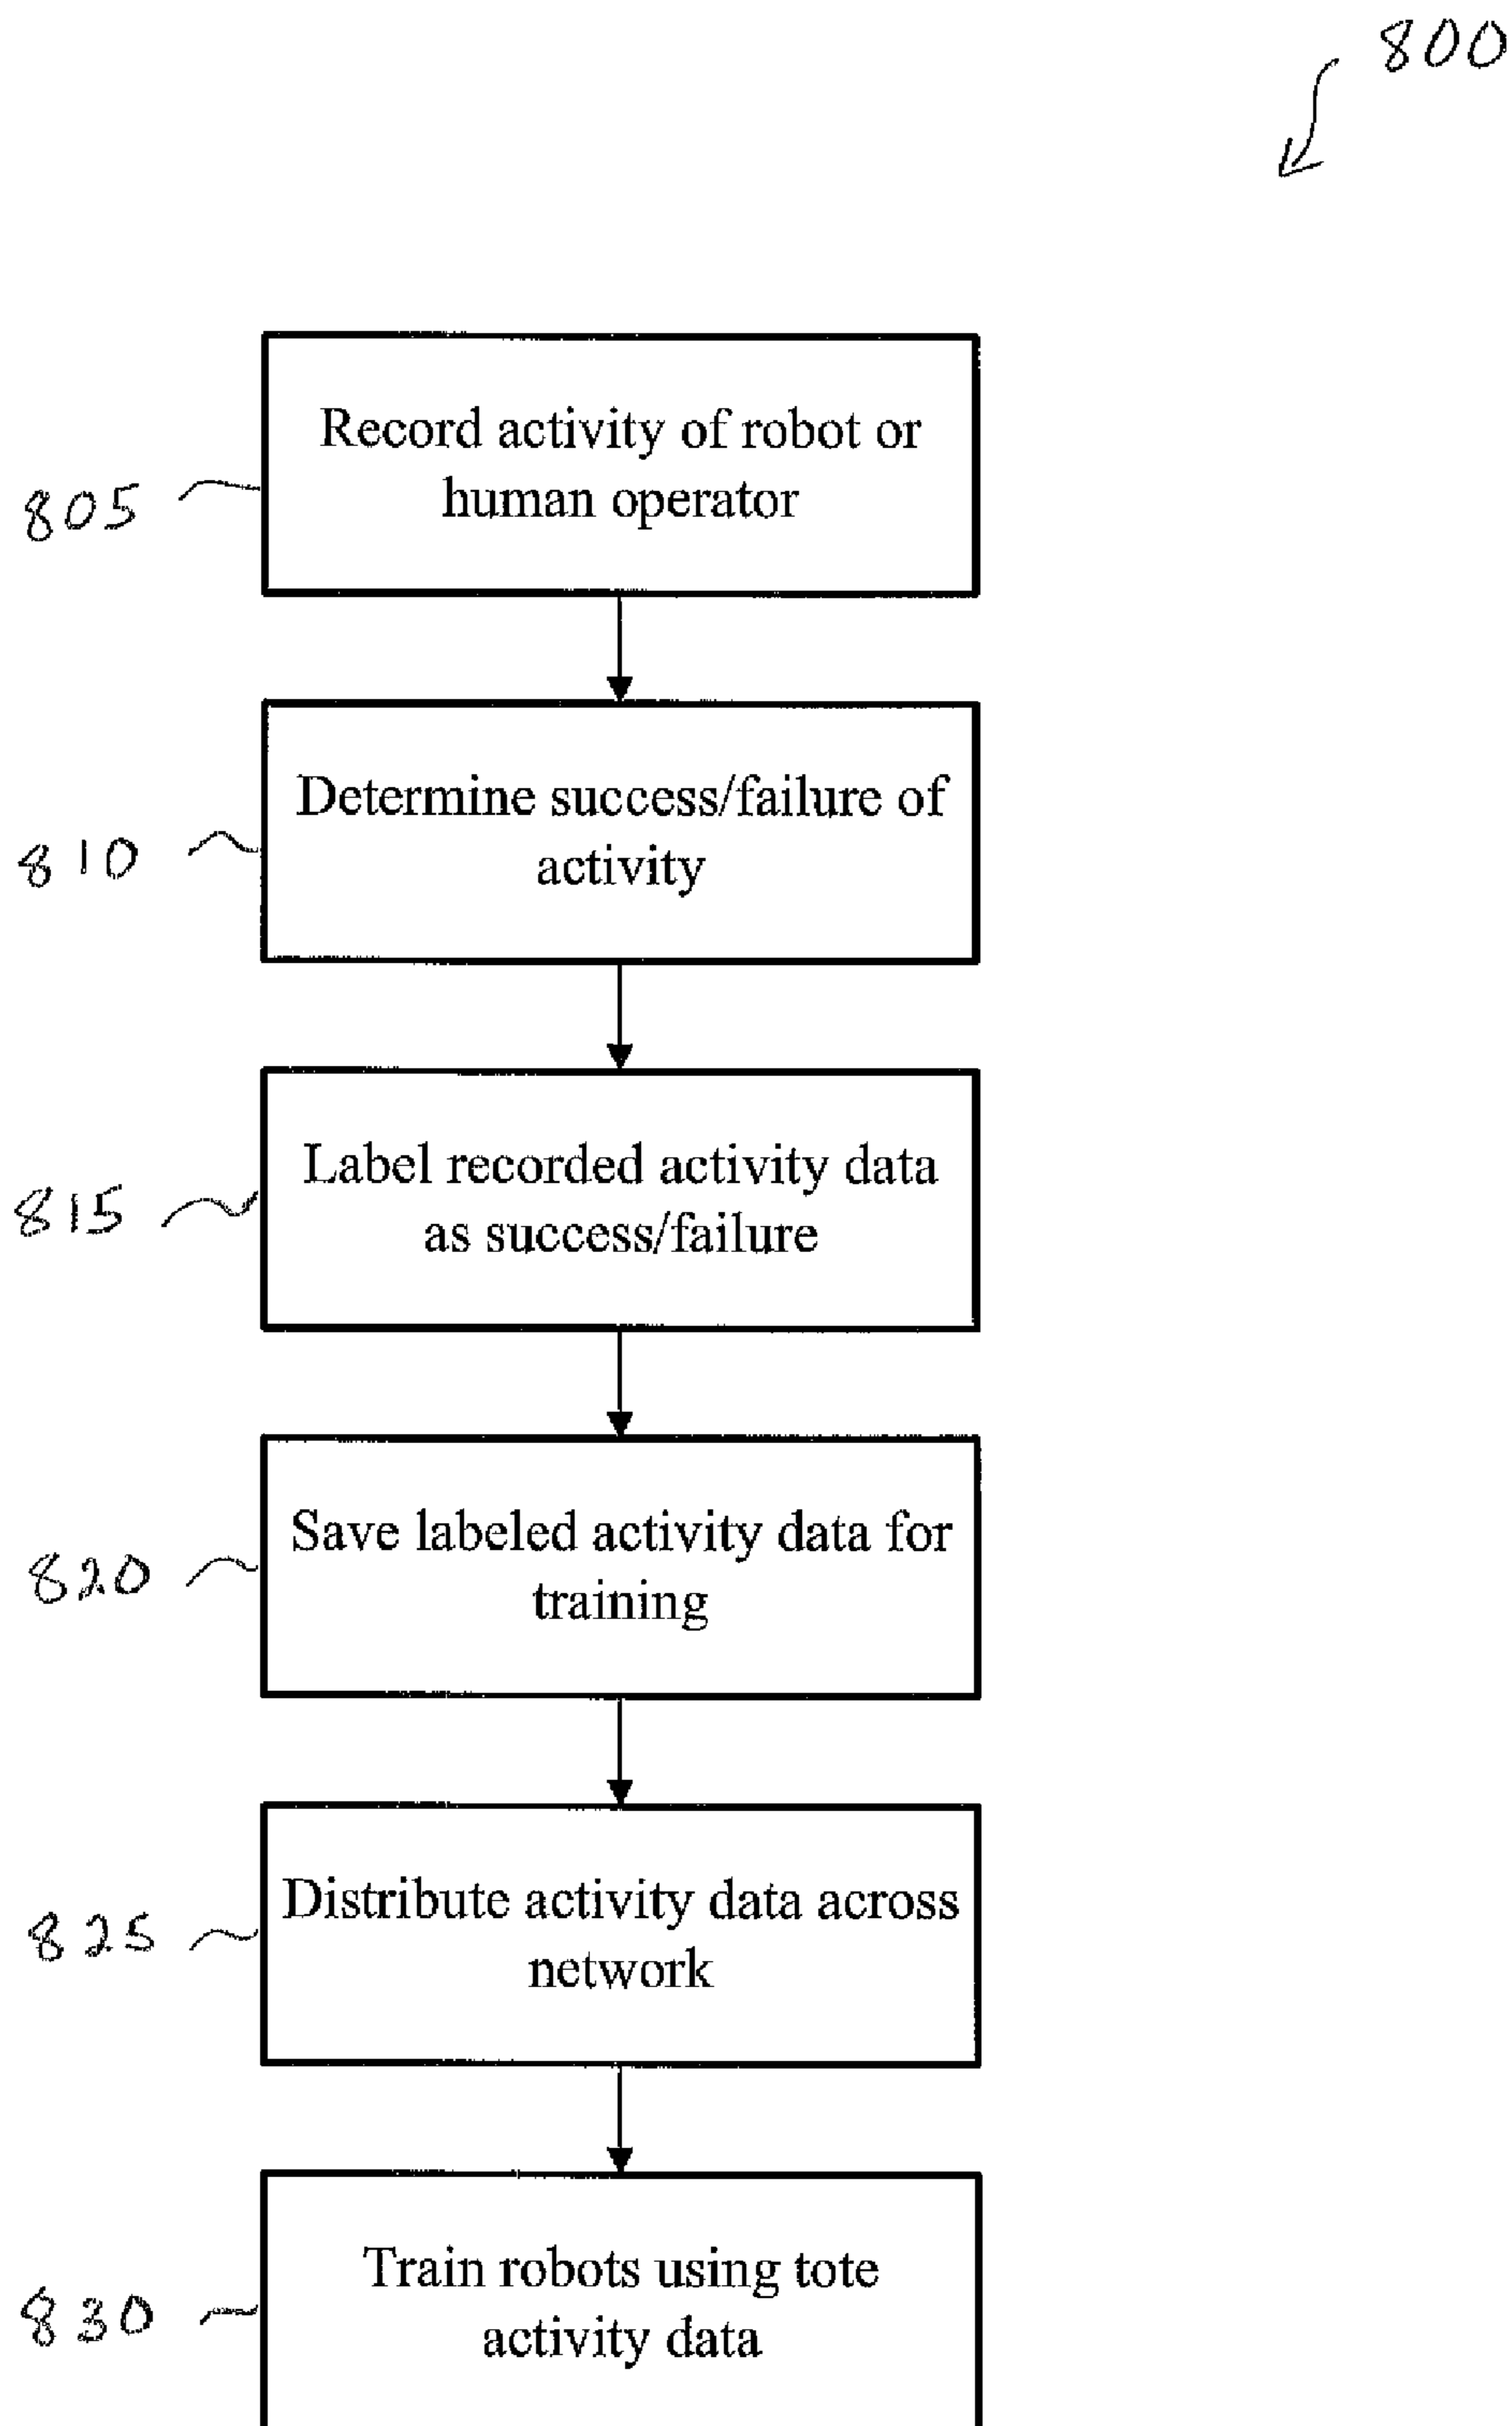 800
Record activity of robot or
human operator
805
Determine success/failure of
activity
810
Label recorded activity data
as success/failure
815
Save labeled activity data for
training
820
Distribute activity data across
network
825
Train robots using tote
activity data
830